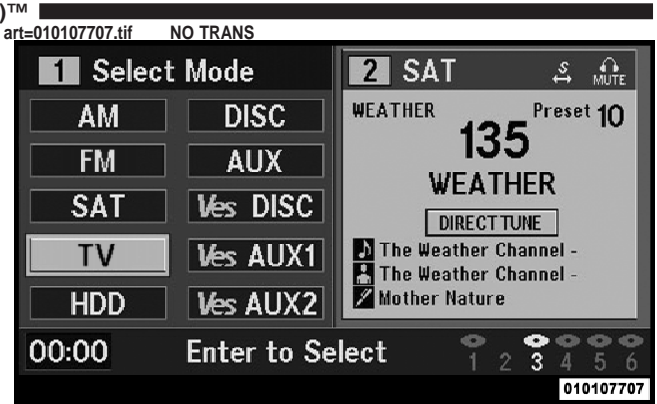 )™
art=010107707.tif NO TRANS
1 Select Mode
AM DISC
FM AUX
SAT Ves DISC
TV Ves AUX1
HDD Ves AUX2
2 SAT S MUTE
WEATHER Preset 10
135
WEATHER
DIRECT TUNE
The Weather Channel -
The Weather Channel -
Mother Nature
00:00 Enter to Select 1 2 3 4 5 6
010107707